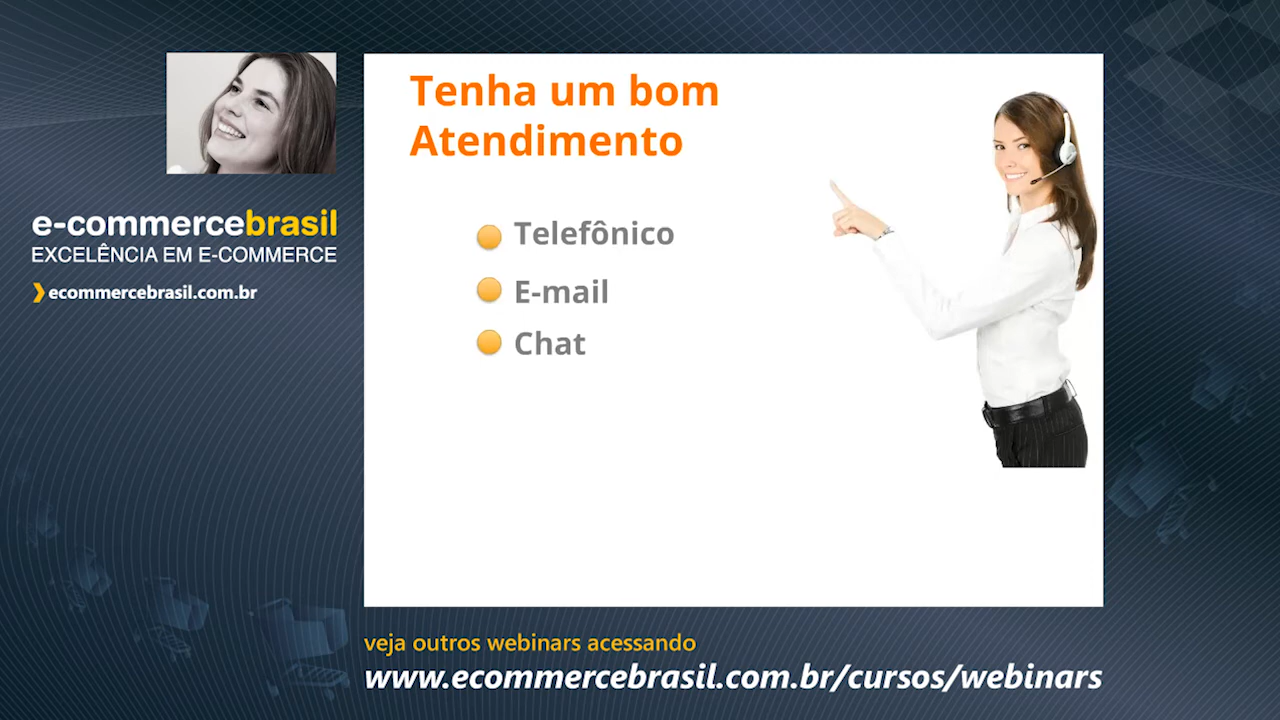 e-commercebrasil
EXCELÊNCIA EM E-COMMERCE
ecommercebrasil.com.br
Tenha um bom
Atendimento
Telefônico
E-mail
Chat
veja outros webinars acessando
www.ecommercebrasil.com.br/cursos/webinars